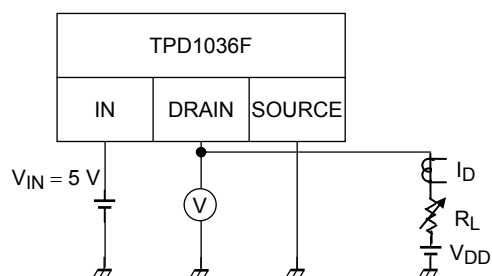 TPD1036F
IN DRAIN SOURCE
V_IN = 5 V
V
I_D
R_L
V_DD